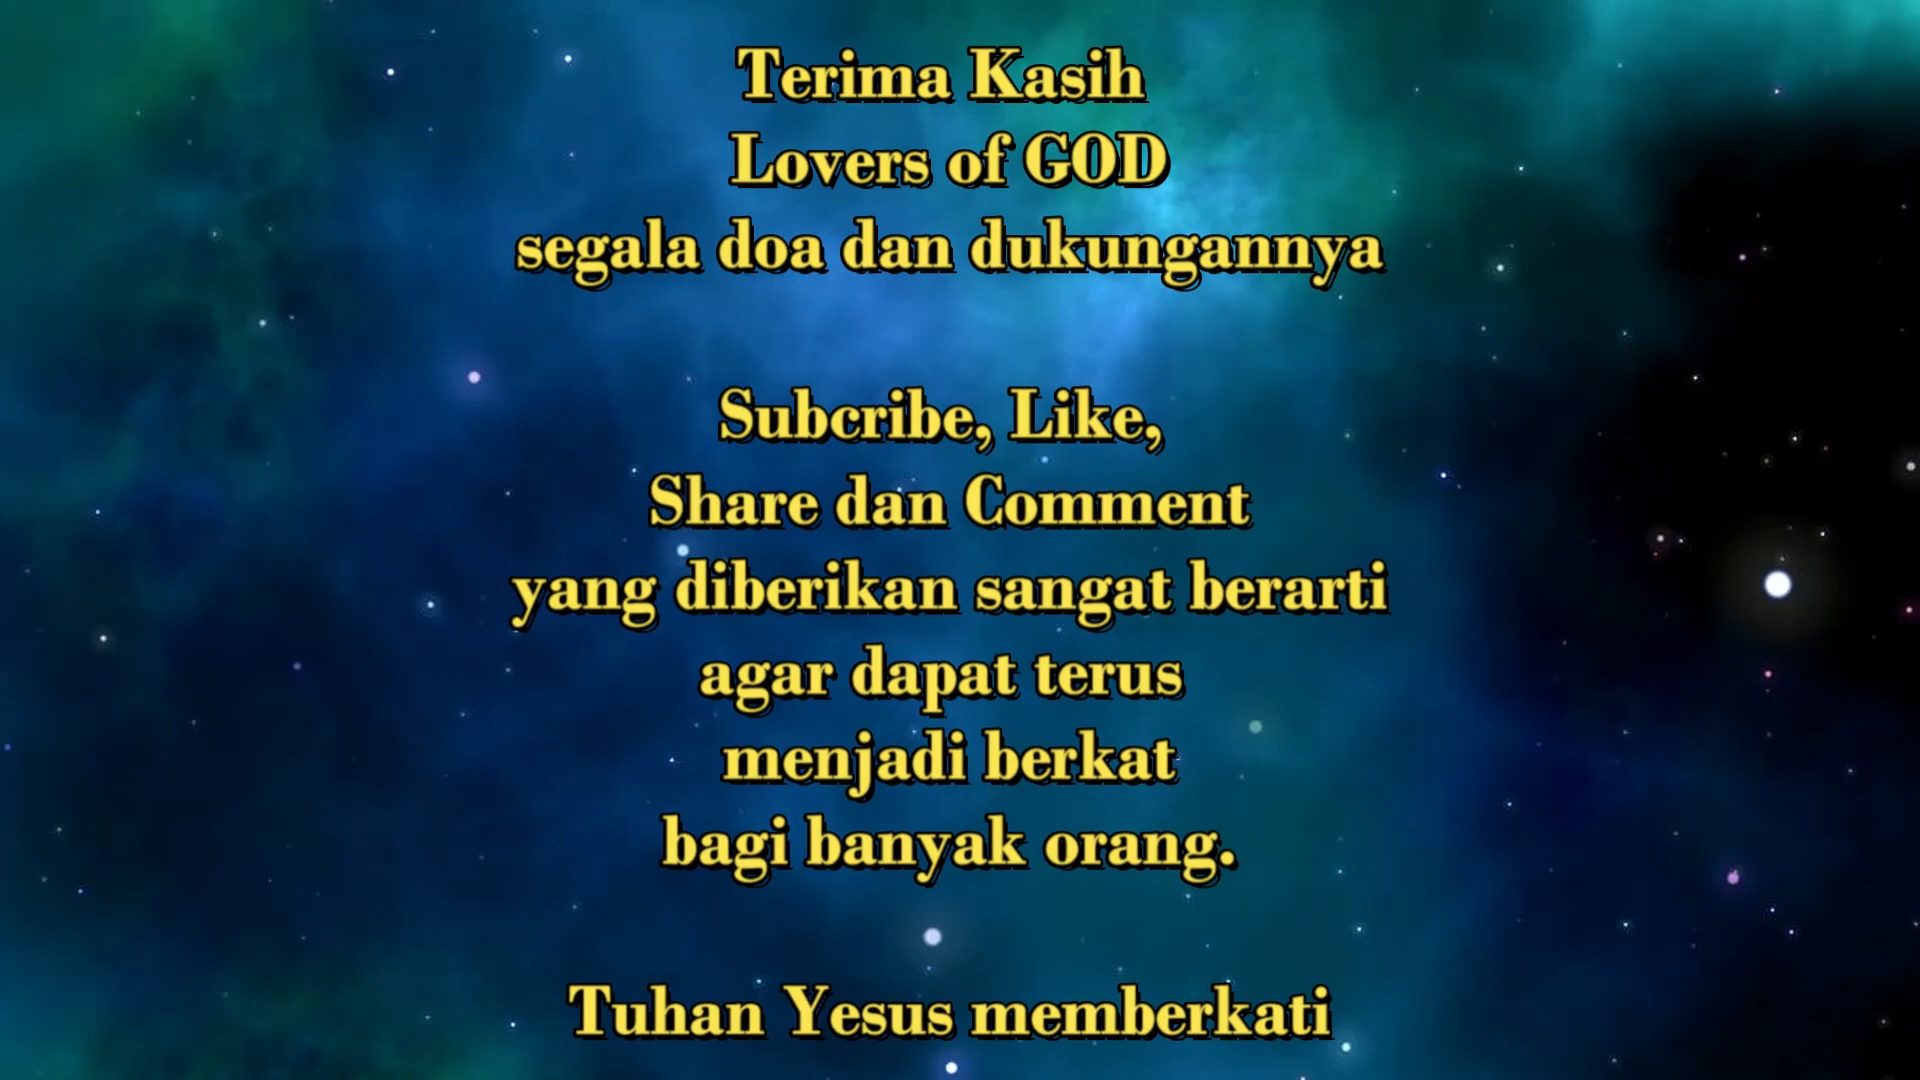 Terima Kasih
Lovers of GOD
segala doa dan dukungannya
Subcribe, Like,
Share dan Comment
yang diberikan sangat berarti
agar dapat terus
menjadi berkat
bagi banyak orang.
Tuhan Yesus memberkati